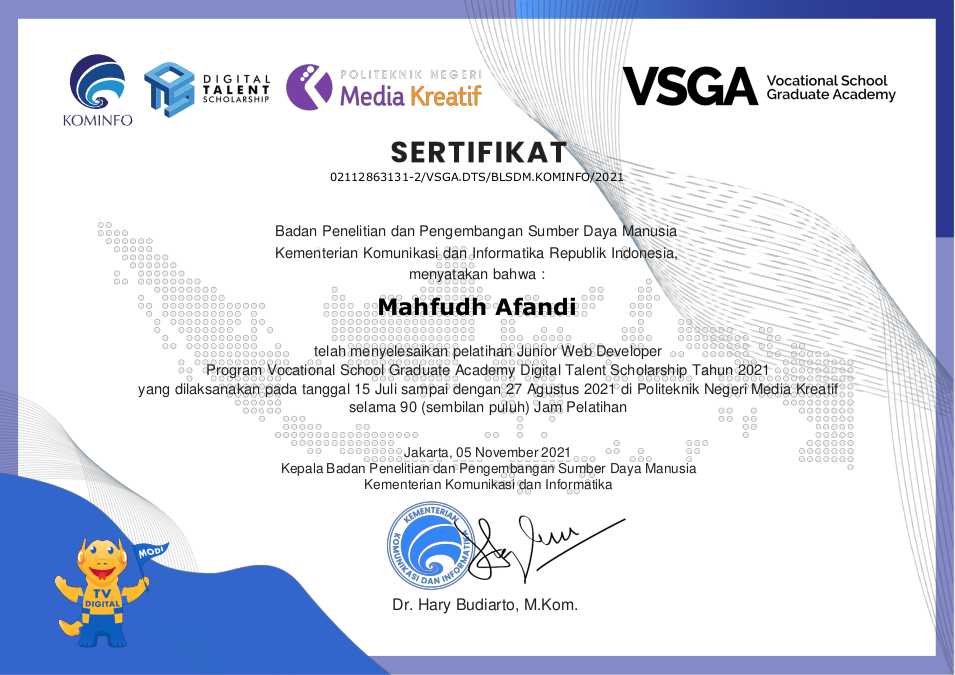 KOMINFO
DIGITAL
TALENT
SCHOLARSHIP
POLITEKNIK NEGERI
Media Kreatif
VSGA
Vocational School
Graduate Academy
SERTIFIKAT
02112863131-2/VSGA.DTS/BLSDM.KOMINFO/2021
Badan Penelitian dan Pengembangan Sumber Daya Manusia
Kementerian Komunikasi dan Informatika Republik Indonesia,
menyatakan bahwa :
Mahfudh Afandi
telah menyelesaikan pelatihan Junior Web Developer
Program Vocational School Graduate Academy Digital Talent Scholarship Tahun 2021
yang dilaksanakan pada tanggal 15 Juli sampai dengan 27 Agustus 2021 di Politeknik Negeri Media Kreatif
selama 90 (sembilan puluh) Jam Pelatihan
Jakarta, 05 November 2021
Kepala Badan Penelitian dan Pengembangan Sumber Daya Manusia
Kementerian Komunikasi dan Informatika
KEMENTERIAN
KOMUNIKASI DAN INFORMATIKA
Dr. Hary Budiarto, M.Kom.
MODI
TV
DIGITAL